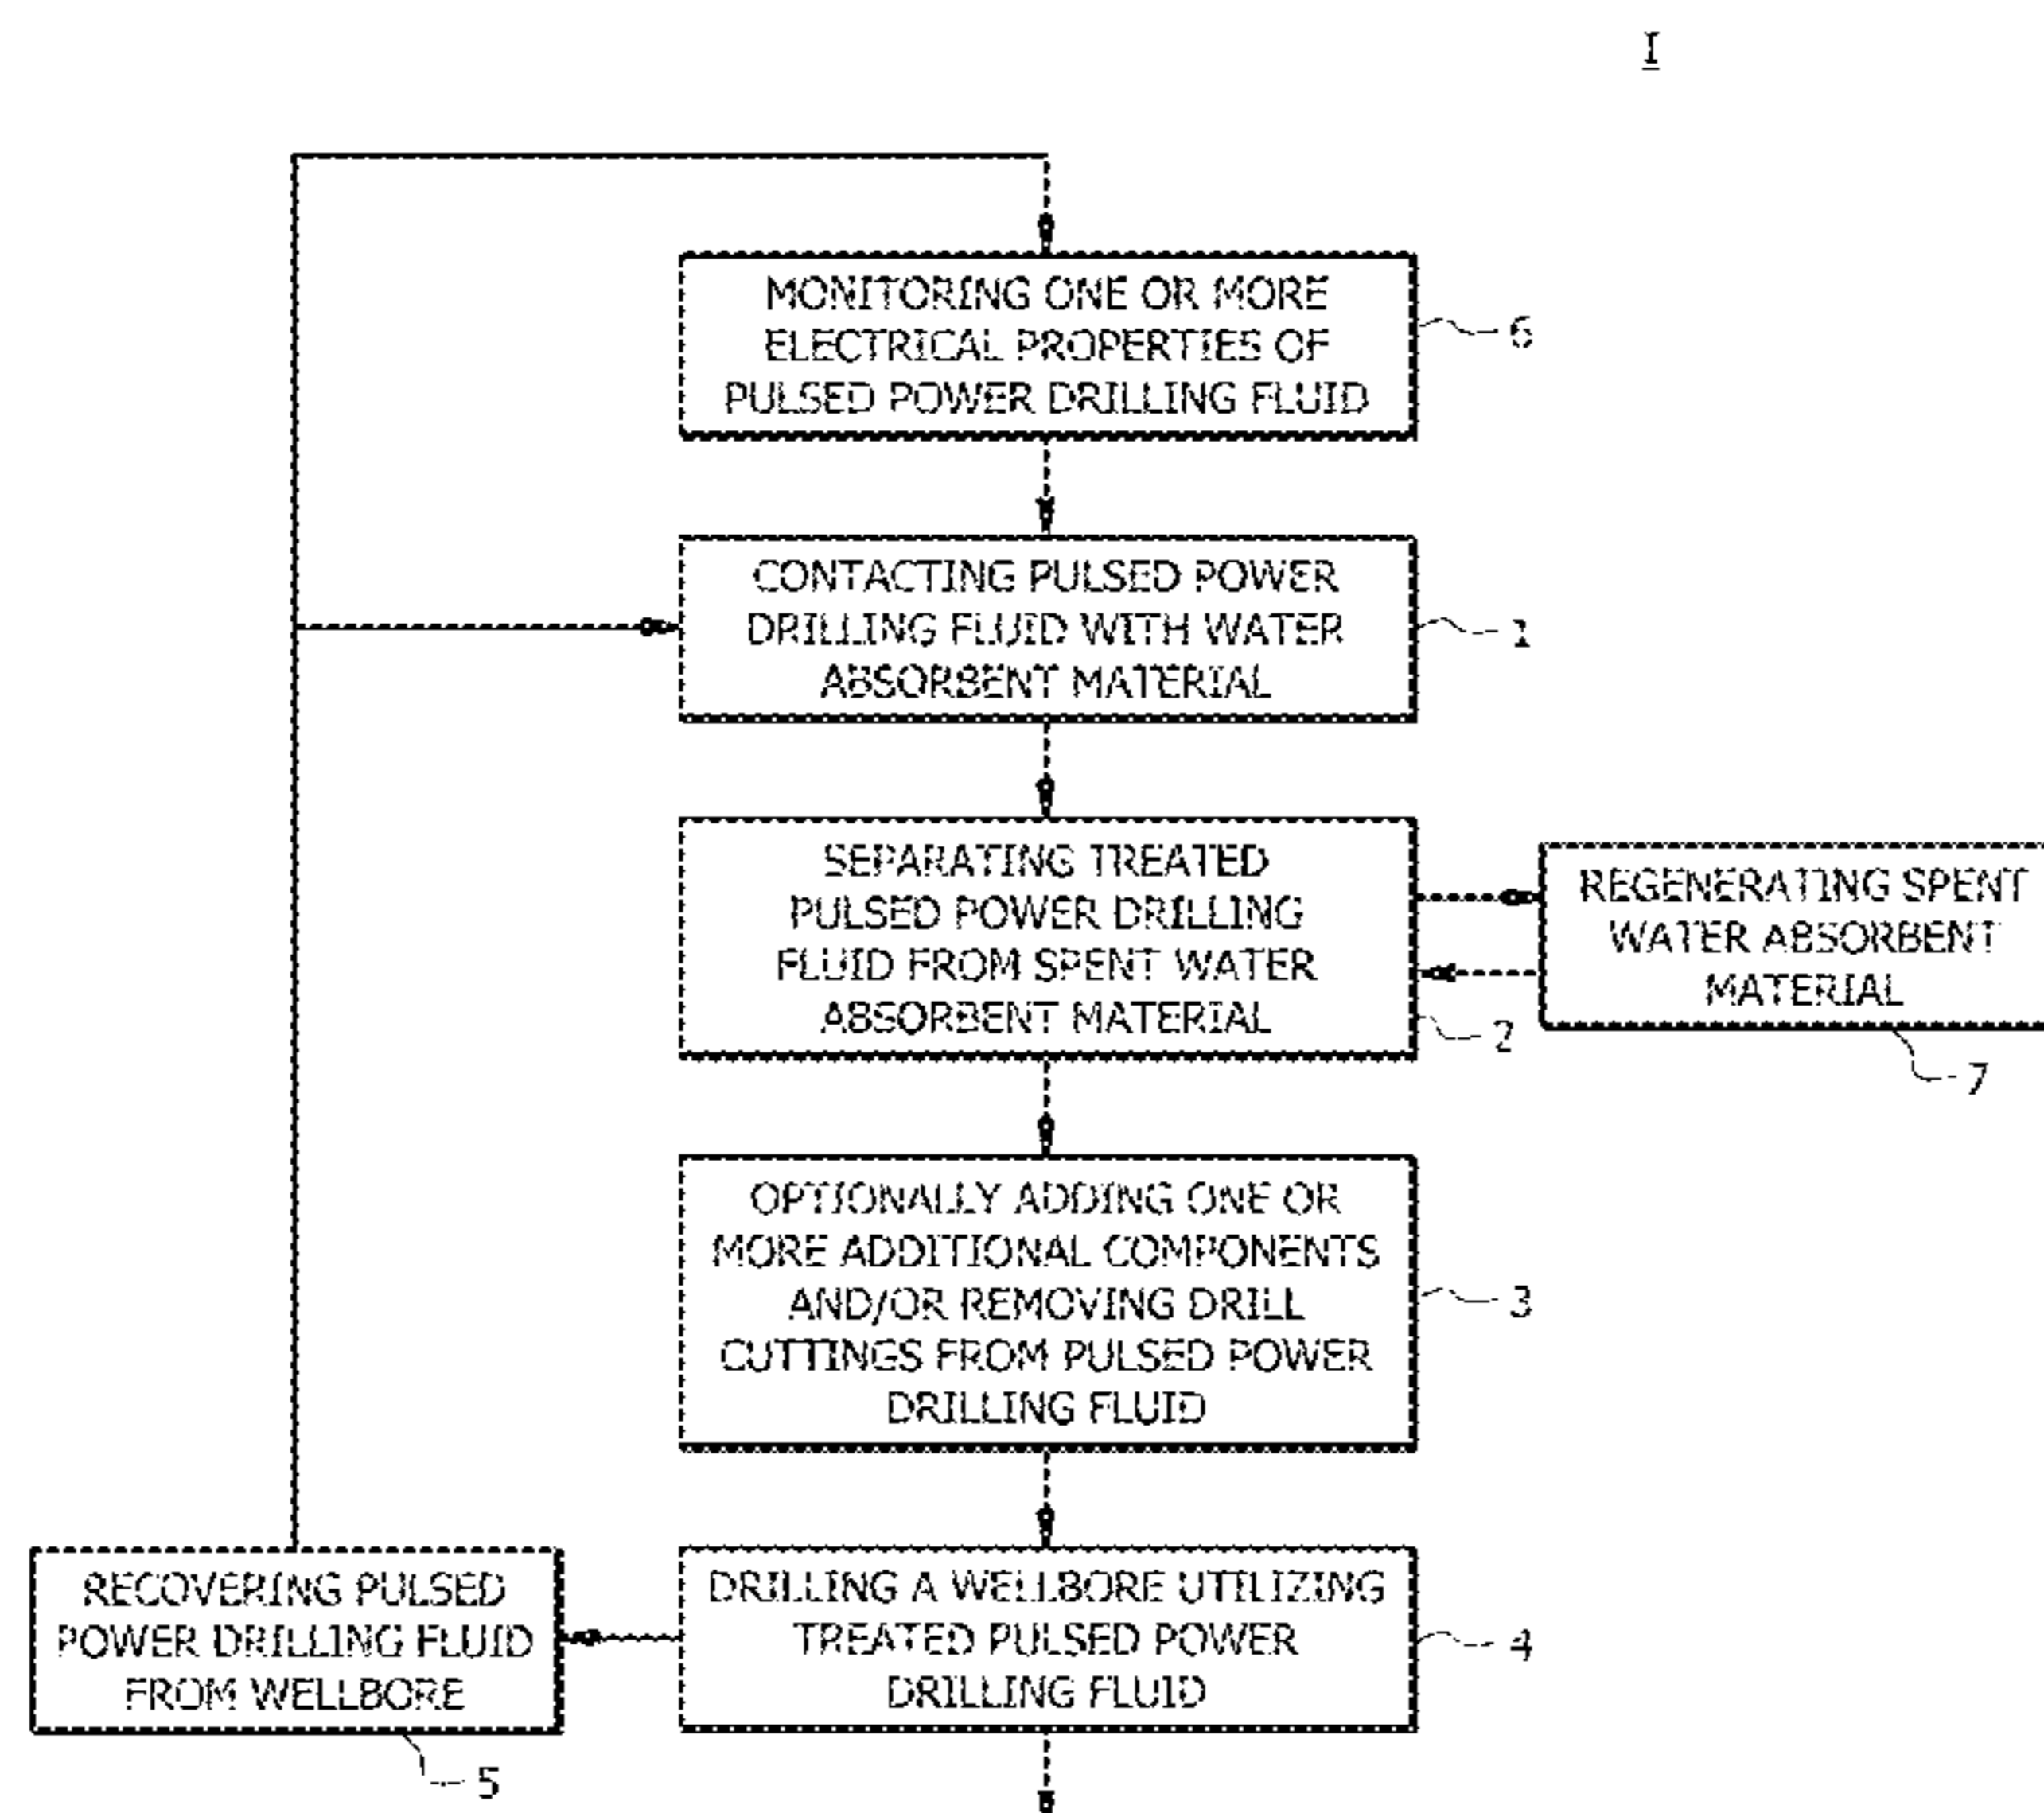 I
MONITORING ONE OR MORE
ELECTRICAL PROPERTIES OF
PULSED POWER DRILLING FLUID
6
CONTACTING PULSED POWER
DRILLING FLUID WITH WATER
ABSORBENT MATERIAL
1
SEPARATING TREATED
PULSED POWER DRILLING
FLUID FROM SPENT WATER
ABSORBENT MATERIAL
2
REGENERATING SPENT
WATER ABSORBENT
MATERIAL
7
OPTIONALLY ADDING ONE OR
MORE ADDITIONAL COMPONENTS
AND/OR REMOVING DRILL
CUTTINGS FROM PULSED POWER
DRILLING FLUID
3
RECOVERING PULSED
POWER DRILLING FLUID
FROM WELLBORE
5
DRILLING A WELLBORE UTILIZING
TREATED PULSED POWER
DRILLING FLUID
4